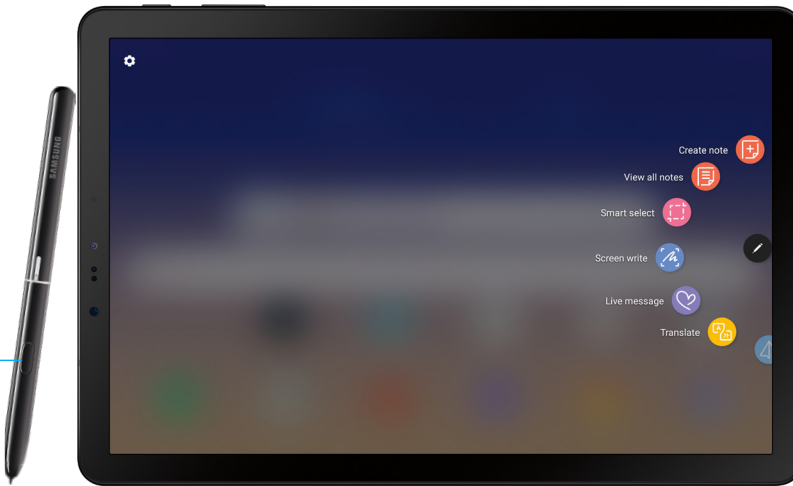 SAMSUNG
Create note
View all notes
Smart select
Screen write
Live message
Translate